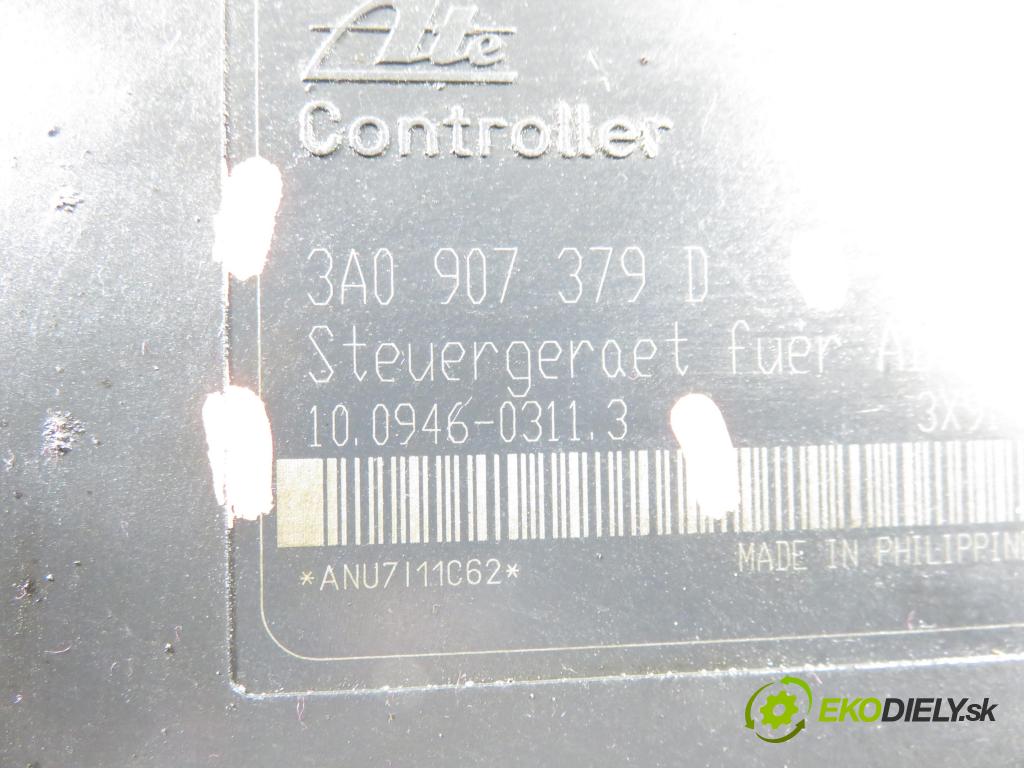 Ate
Controller
3A0 907 379 D
Steuergeraet fuer
10.0946-0311.3
*ANU7I11C62*
MADE IN PHILIPPIN
EKODIELY.sk